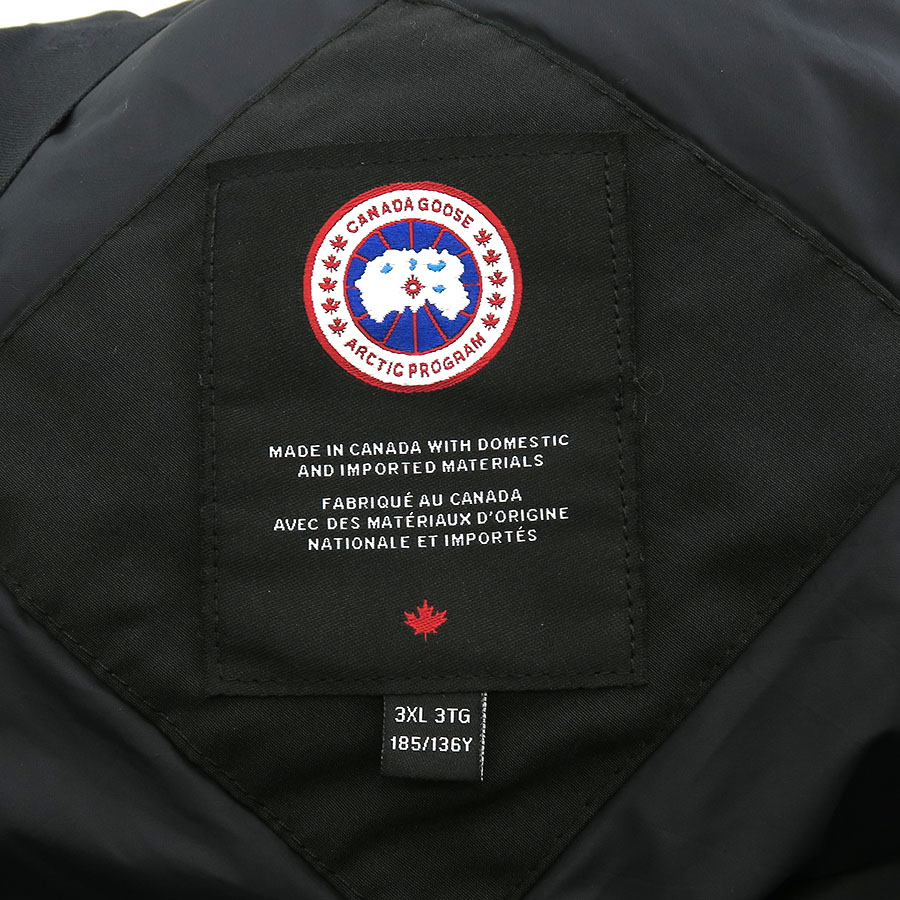 CANADA GOOSE
ARCTIC PROGRAM
MADE IN CANADA WITH DOMESTIC
AND IMPORTED MATERIALS
FABRIQUÉ AU CANADA
AVEC DES MATÉRIAUX D'ORIGINE
NATIONALE ET IMPORTÉS
3XL 3TG
185/136Y